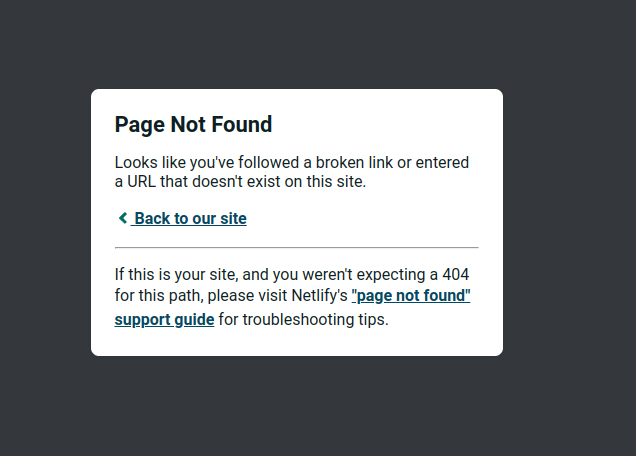 Page Not Found
Looks like you've followed a broken link or entered
a URL that doesn't exist on this site.
Back to our site
If this is your site, and you weren't expecting a 404
for this path, please visit Netlify's "page not found"
support guide for troubleshooting tips.